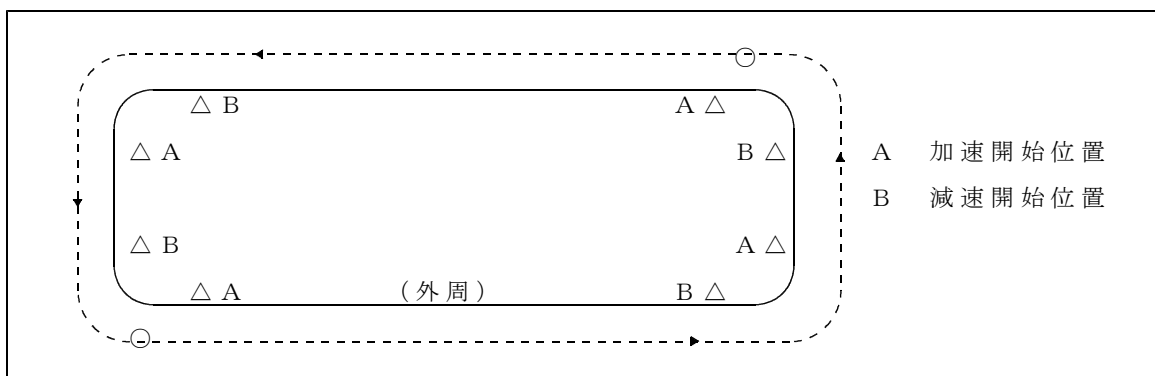 △ B A △
△ A B △ A 加速開始位置
B 減速開始位置
△ B A △
△ A (外周) B △